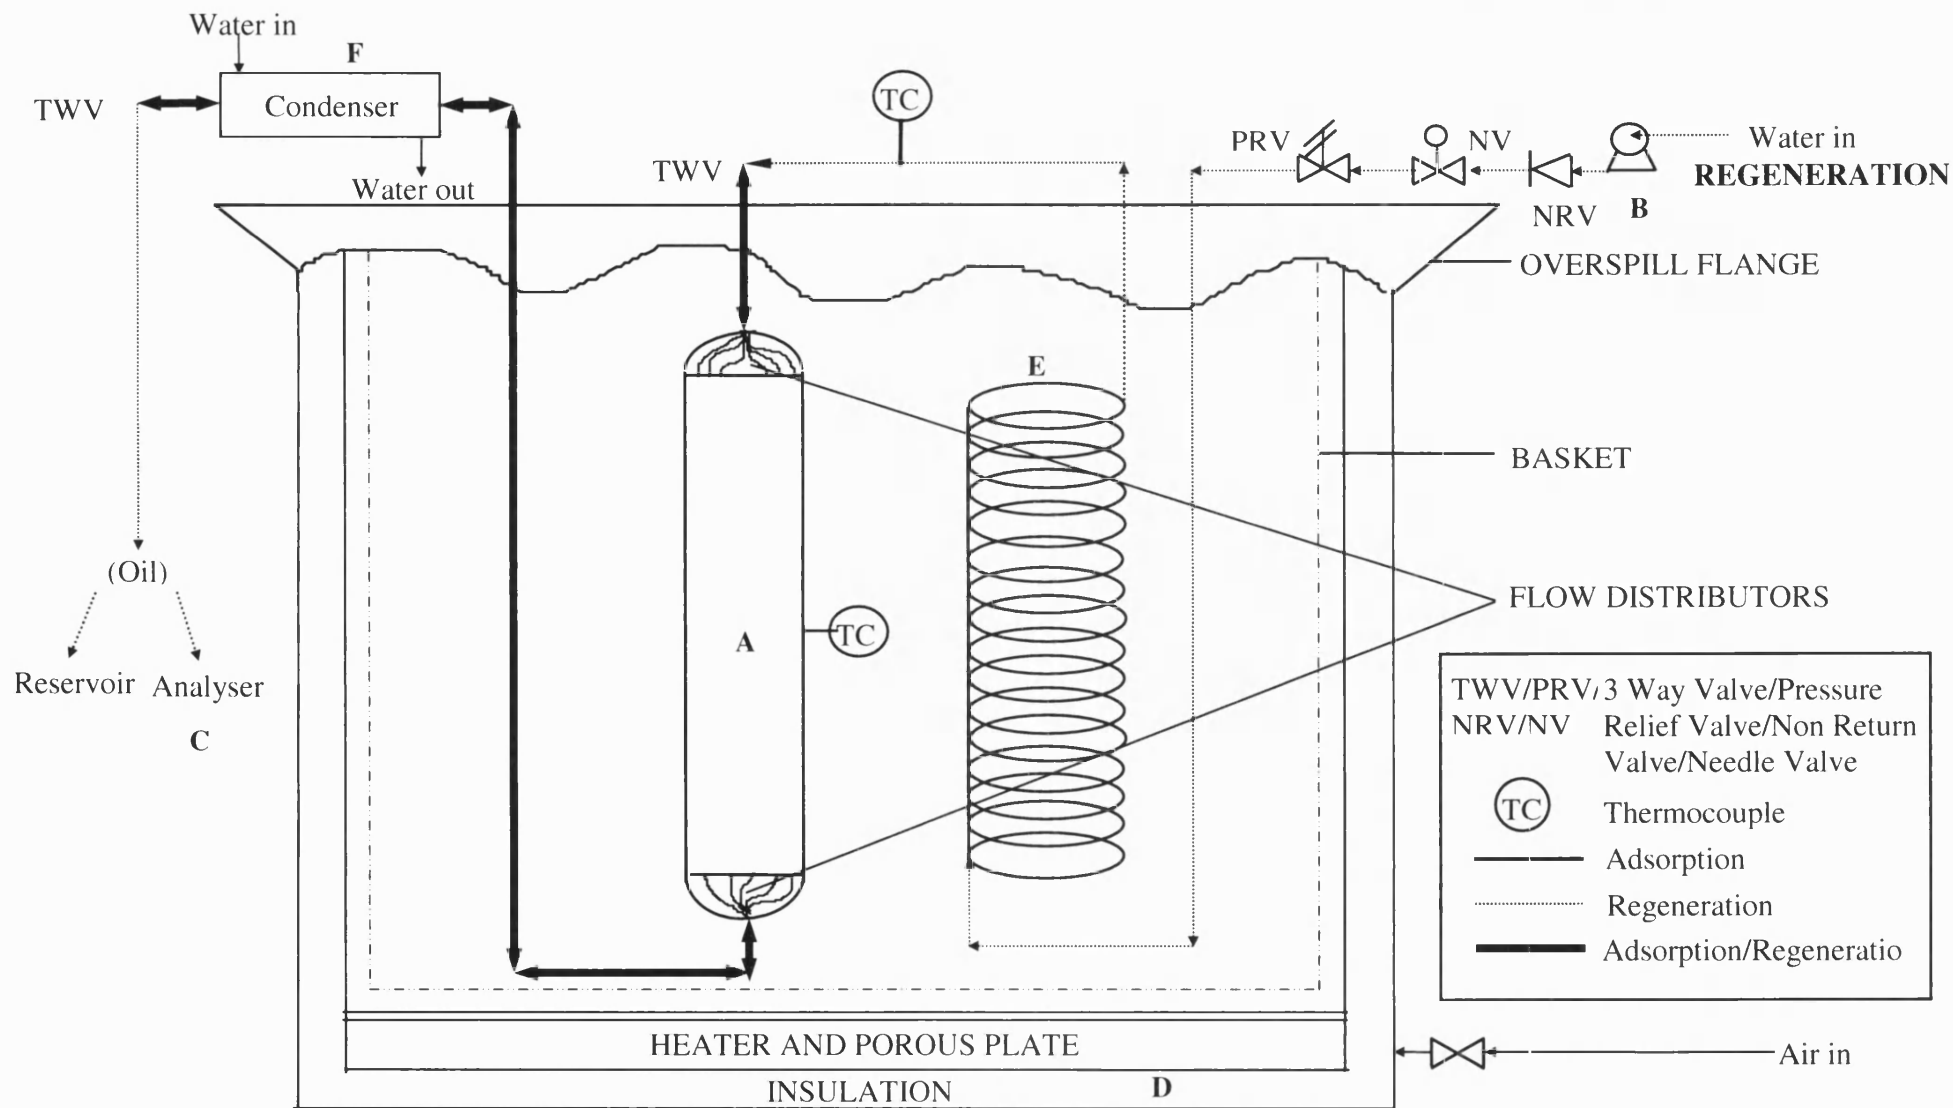 Water in
F
TWV
Condenser
Water out
TC
TWV
PRV
NV
Water in
REGENERATION
NRV
B
OVERSPILL FLANGE
E
BASKET
(Oil)
FLOW DISTRIBUTORS
A
TC
Reservoir
Analyser
C
TWV/PRV/ 3 Way Valve/Pressure
NRV/NV Relief Valve/Non Return
Valve/Needle Valve
TC Thermocouple
Adsorption
Regeneration
Adsorption/Regeneratio
HEATER AND POROUS PLATE
Air in
INSULATION
D